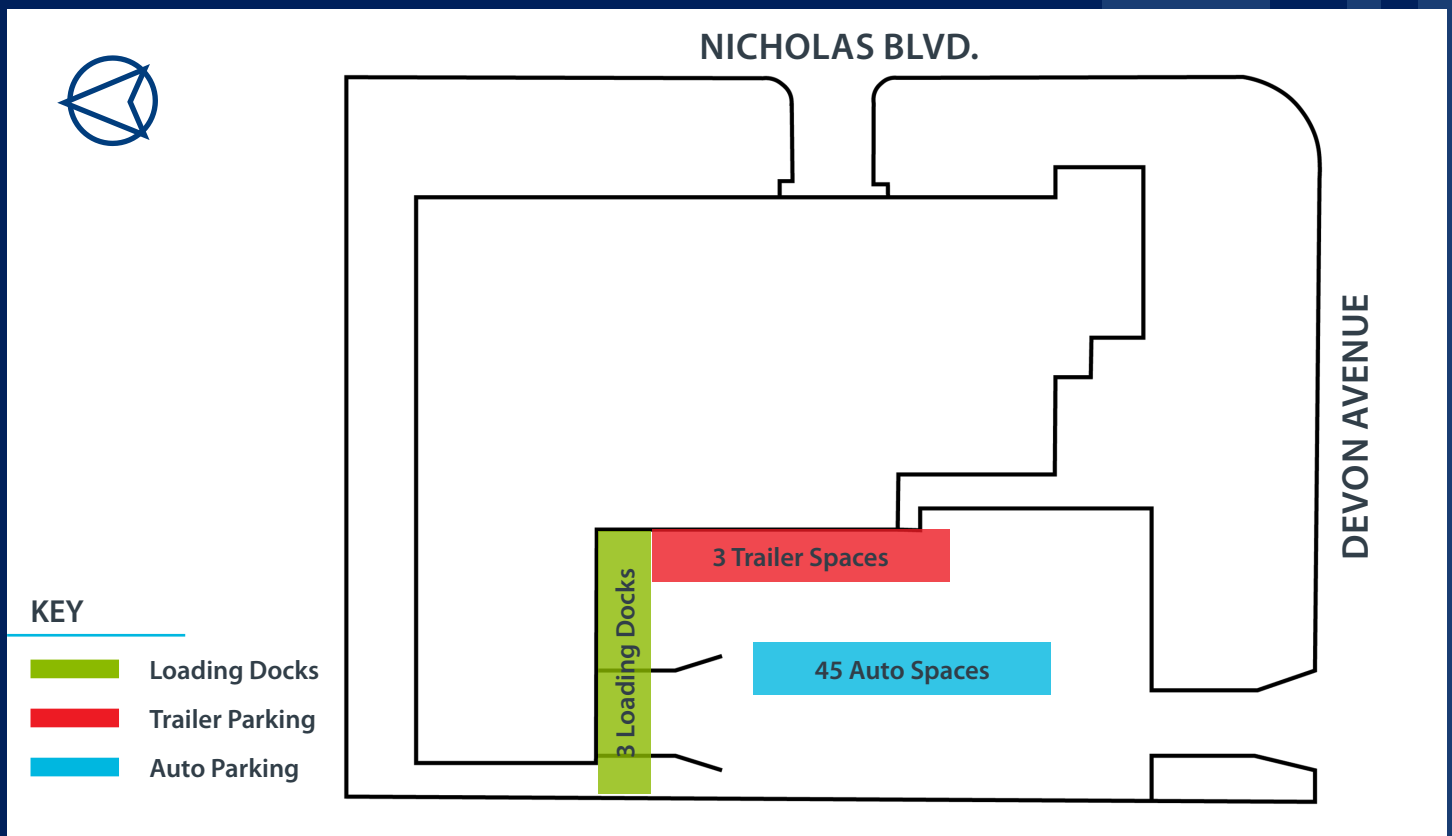 NICHOLAS BLVD.
DEVON AVENUE
3 Trailer Spaces
3 Loading Docks
45 Auto Spaces
KEY
Loading Docks
Trailer Parking
Auto Parking